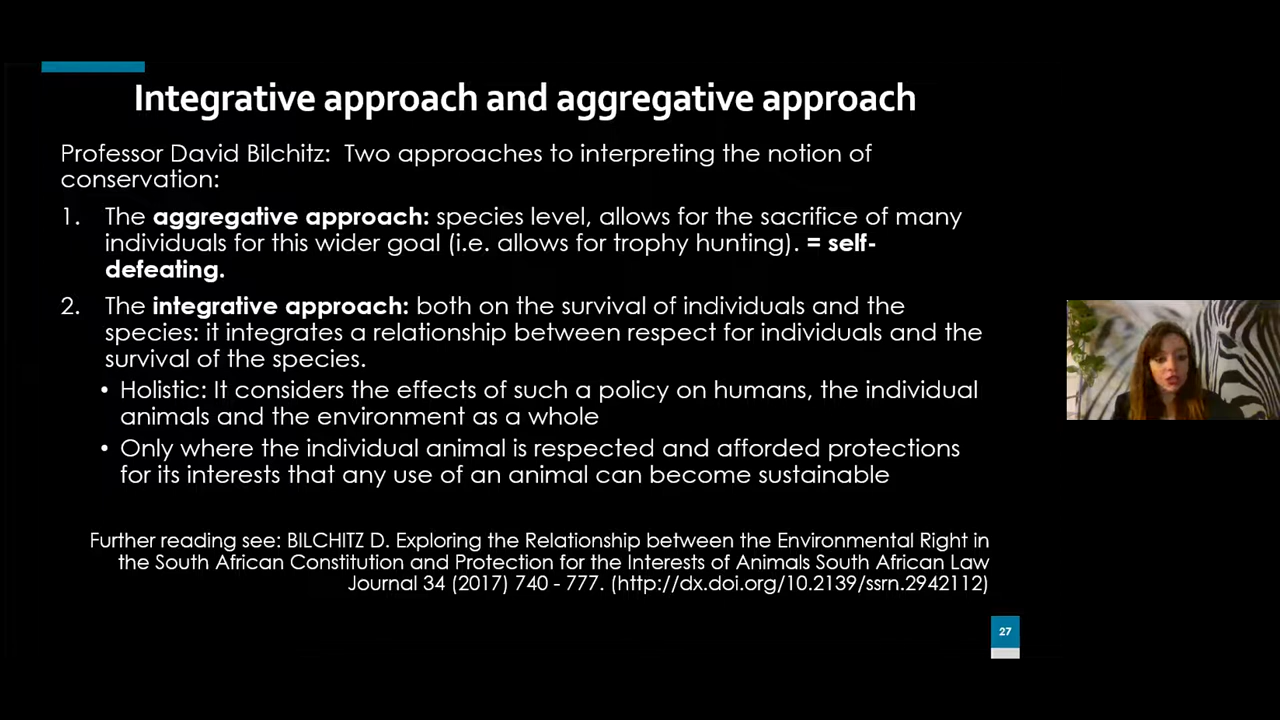 Integrative approach and aggregative approach
Professor David Bilchitz: Two approaches to interpreting the notion of
conservation:
1. The aggregative approach: species level, allows for the sacrifice of many
individuals for this wider goal (i.e. allows for trophy hunting). = self-
defeating.
2. The integrative approach: both on the survival of individuals and the
species: it integrates a relationship between respect for individuals and the
survival of the species.
• Holistic: It considers the effects of such a policy on humans, the individual
animals and the environment as a whole
• Only where the individual animal is respected and afforded protections
for its interests that any use of an animal can become sustainable
Further reading see: BILCHITZ D. Exploring the Relationship between the Environmental Right in
the South African Constitution and Protection for the Interests of Animals South African Law
Journal 34 (2017) 740 - 777. (http://dx.doi.org/10.2139/ssrn.2942112)
27